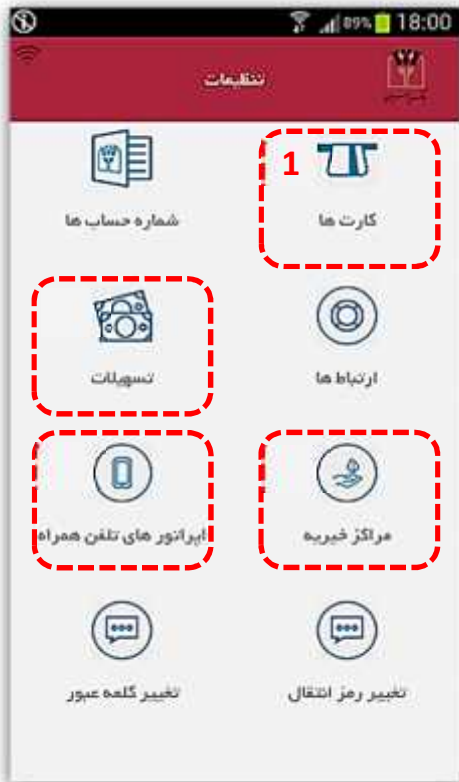 89% 18:00
تنظیمات
1
کارت ها
شماره حساب ها
ارتباط ها
تسهیلات
مراکز خیریه
اپراتور های تلفن همراه
تغییر رمز انتقال
تغییر کلمه عبور